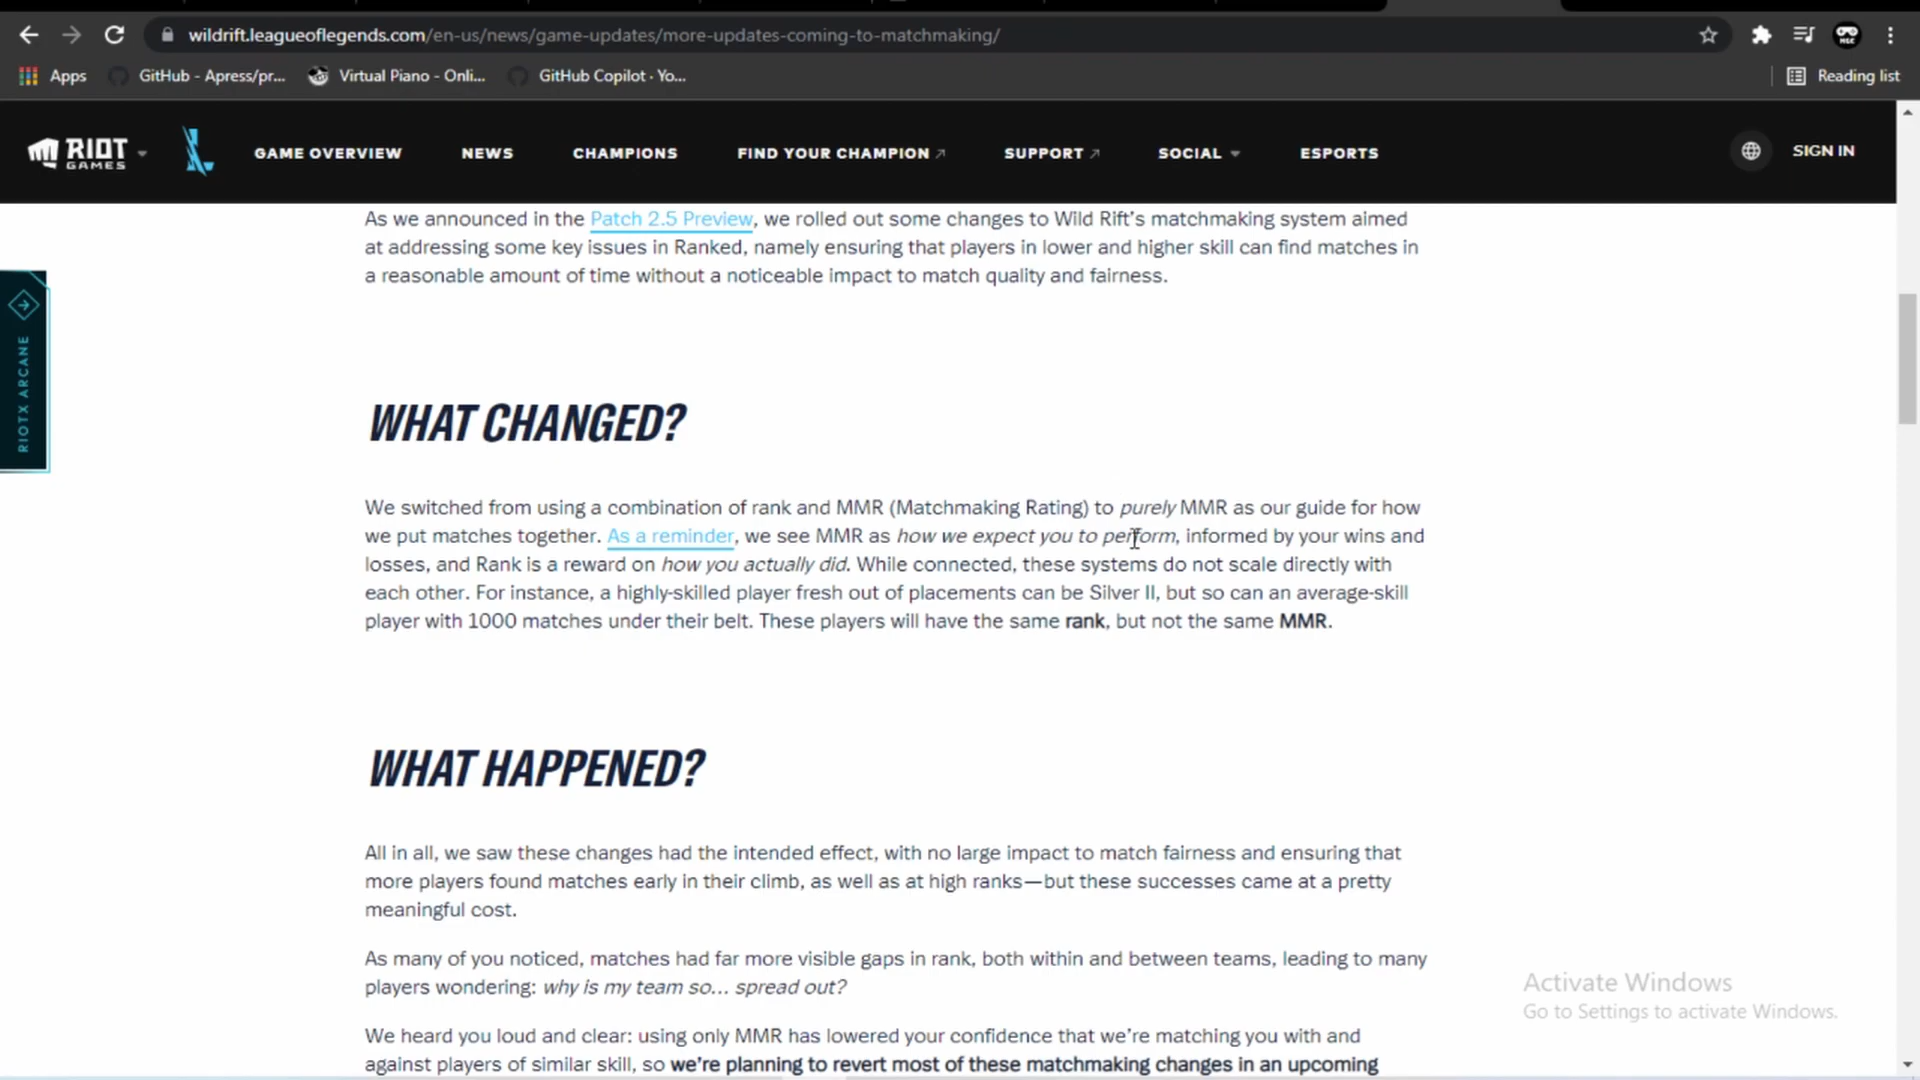 wildrift.leagueoflegends.com/en-us/news/game-updates/more-updates-coming-to-matchmaking/
Apps GitHub - Apress/pr... Virtual Piano - Onli... GitHub Copilot · Yo... Reading list
RIOT GAMES GAME OVERVIEW NEWS CHAMPIONS FIND YOUR CHAMPION SUPPORT SOCIAL ESPORTS SIGN IN
As we announced in the Patch 2.5 Preview, we rolled out some changes to Wild Rift's matchmaking system aimed
at addressing some key issues in Ranked, namely ensuring that players in lower and higher skill can find matches in
a reasonable amount of time without a noticeable impact to match quality and fairness.
RIOTX ARCANE
WHAT CHANGED?
We switched from using a combination of rank and MMR (Matchmaking Rating) to purely MMR as our guide for how
we put matches together. As a reminder, we see MMR as how we expect you to perform, informed by your wins and
losses, and Rank is a reward on how you actually did. While connected, these systems do not scale directly with
each other. For instance, a highly-skilled player fresh out of placements can be Silver II, but so can an average-skill
player with 1000 matches under their belt. These players will have the same rank, but not the same MMR.
WHAT HAPPENED?
All in all, we saw these changes had the intended effect, with no large impact to match fairness and ensuring that
more players found matches early in their climb, as well as at high ranks—but these successes came at a pretty
meaningful cost.
As many of you noticed, matches had far more visible gaps in rank, both within and between teams, leading to many
players wondering: why is my team so... spread out?
We heard you loud and clear: using only MMR has lowered your confidence that we're matching you with and
against players of similar skill, so we're planning to revert most of these matchmaking changes in an upcoming
Activate Windows
Go to Settings to activate Windows.